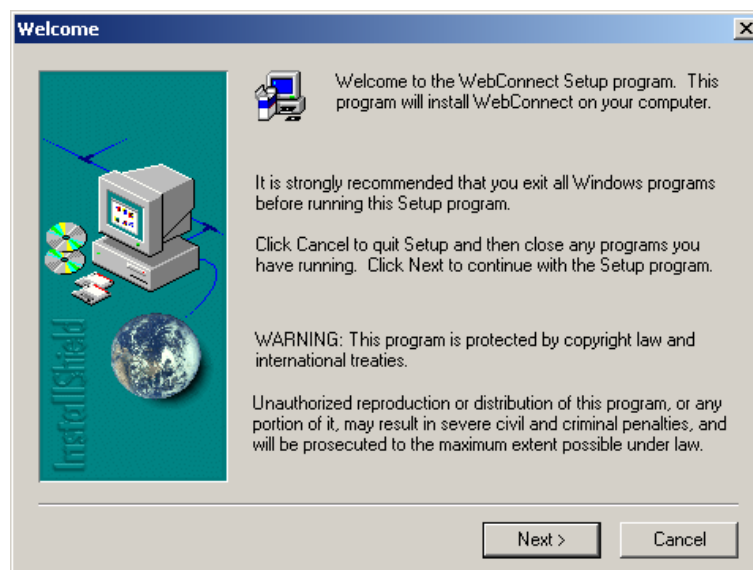 Welcome
Welcome to the WebConnect Setup program. This
program will install WebConnect on your computer.
It is strongly recommended that you exit all Windows programs
before running this Setup program.
Click Cancel to quit Setup and then close any programs you
have running. Click Next to continue with the Setup program.
WARNING: This program is protected by copyright law and
international treaties.
Unauthorized reproduction or distribution of this program, or any
portion of it, may result in severe civil and criminal penalties, and
will be prosecuted to the maximum extent possible under law.
InstallShield
Next >
Cancel